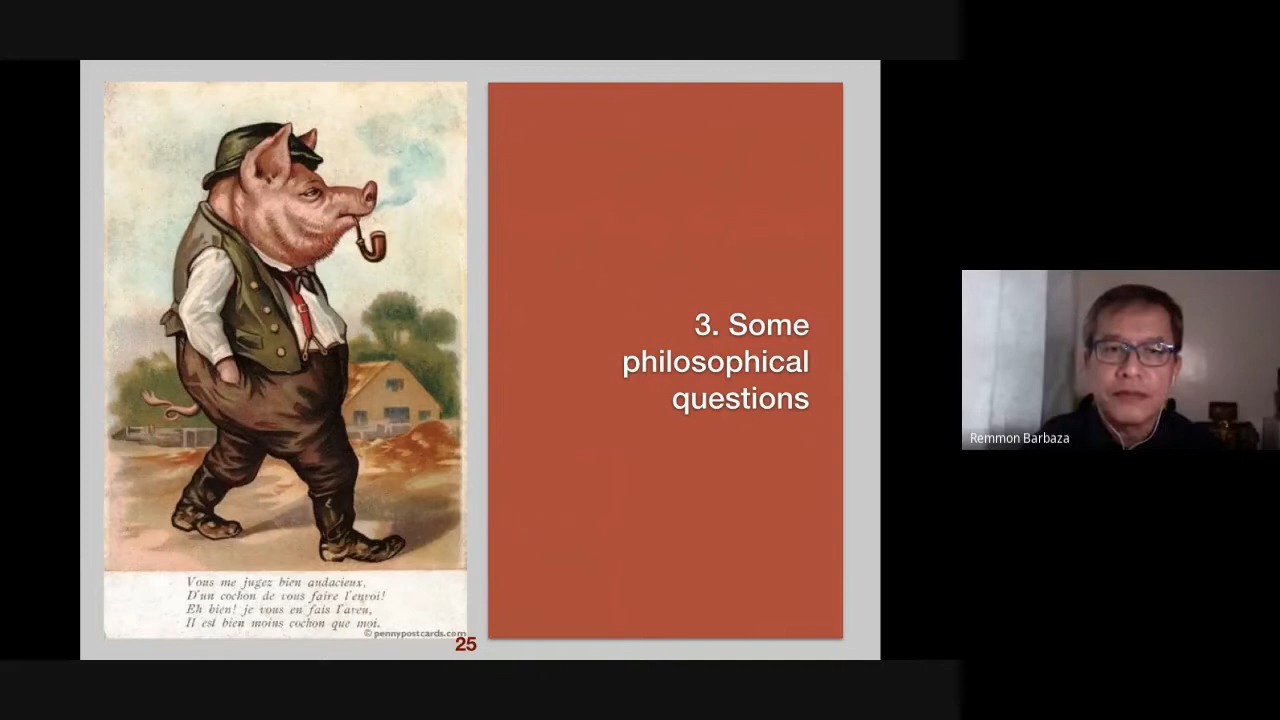 Vous me jugez bien audacieux,
D'un cochon de vous faire l'envoi!
Eh bien! je vous en fais l'aveu,
Il est bien moins cochon que moi.
© pennypostcards.com
25
3. Some
philosophical
questions
Remmon Barbaza